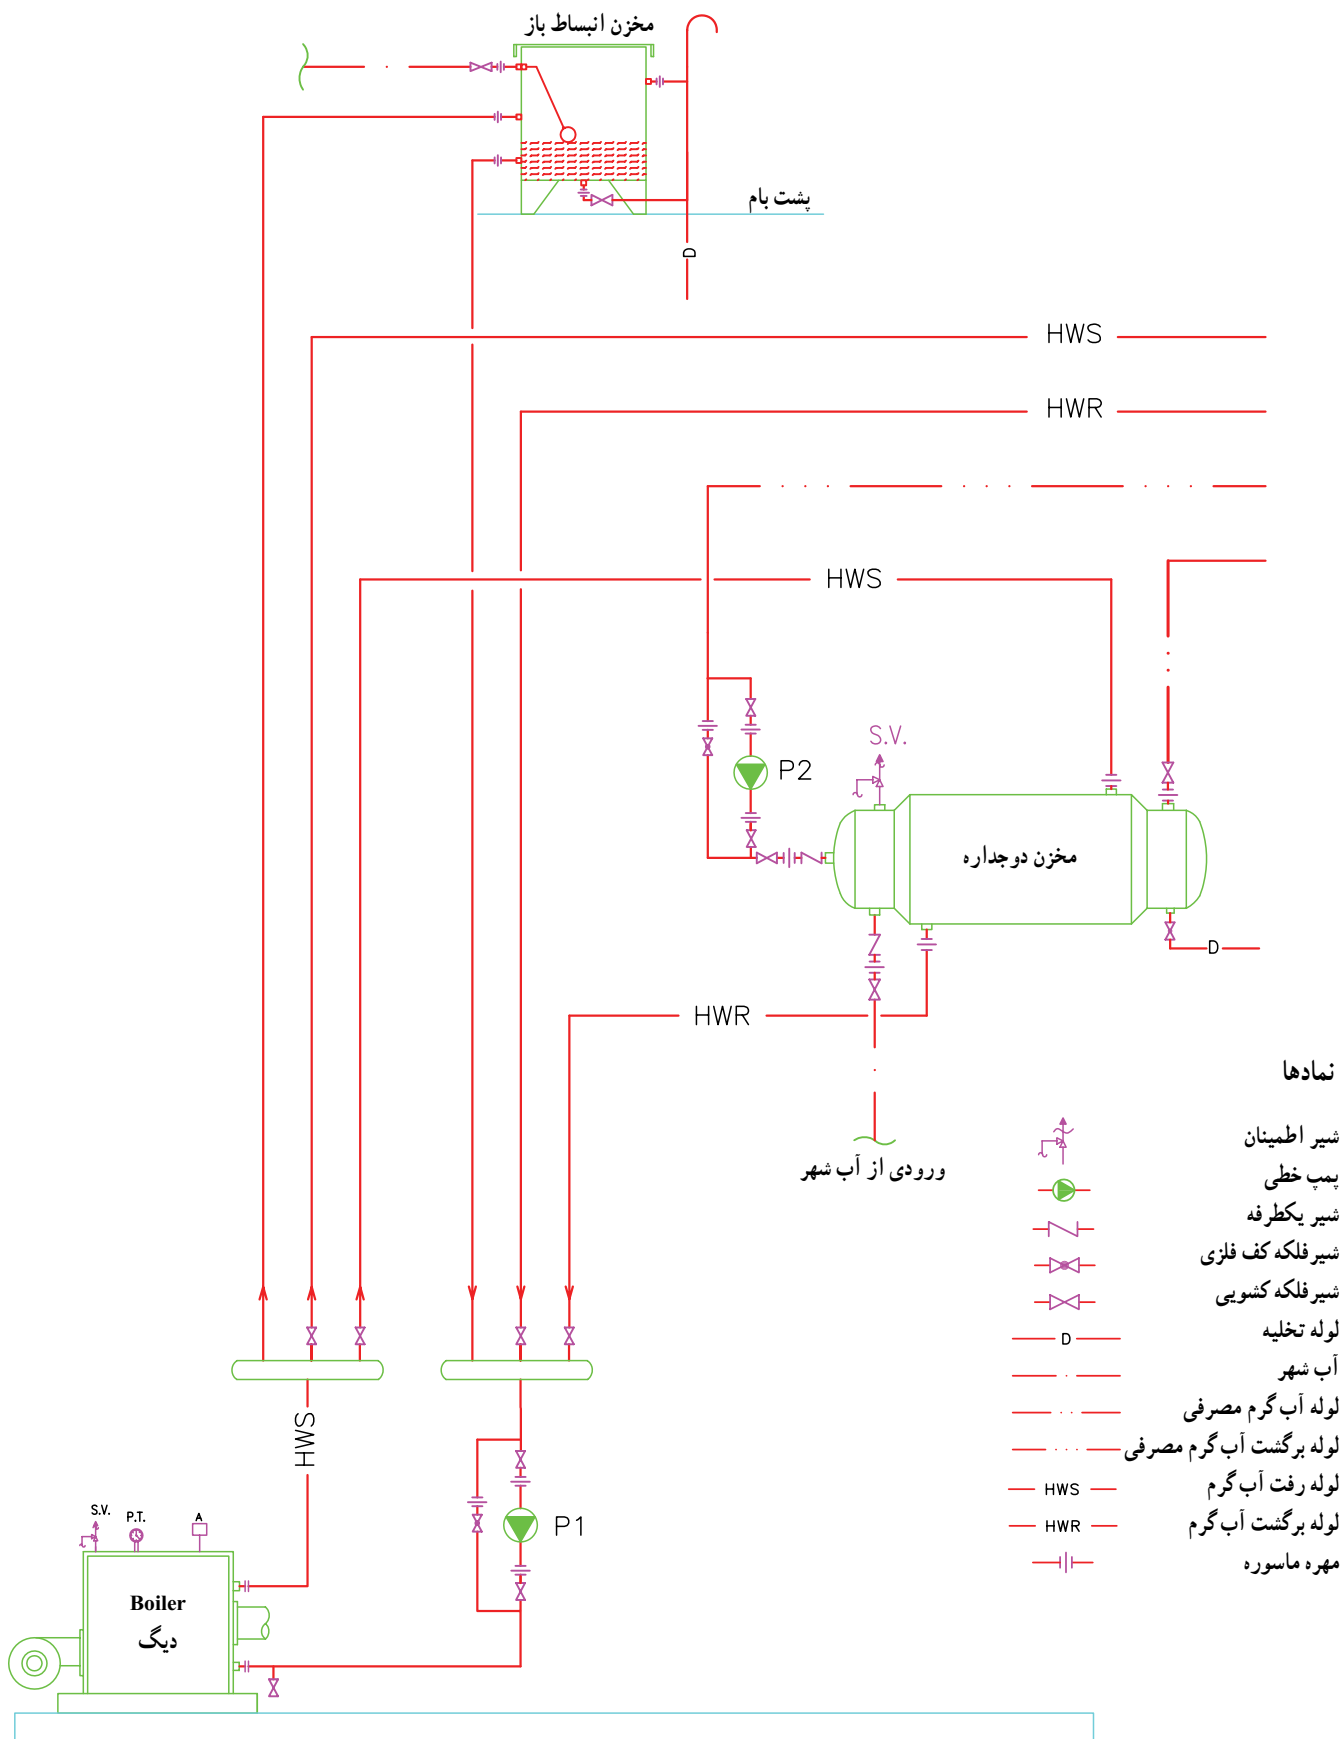 مخزن انبساط باز
پشت بام
D
HWS
HWR
HWS
S.V.
P2
مخزن دوجداره
D
HWR
ورودی از آب شهر
نمادها
شیر اطمینان
پمپ خطی
شیر یکطرفه
شیرفلکه کف فلزی
شیرفلکه کشویی
لوله تخلیه
D
آب شهر
لوله آب گرم مصرفی
لوله برگشت آب گرم مصرفی
لوله رفت آب گرم
HWS
لوله برگشت آب گرم
HWR
مهره ماسوره
HWS
P1
S.V.
P.T.
A
Boiler
دیگ